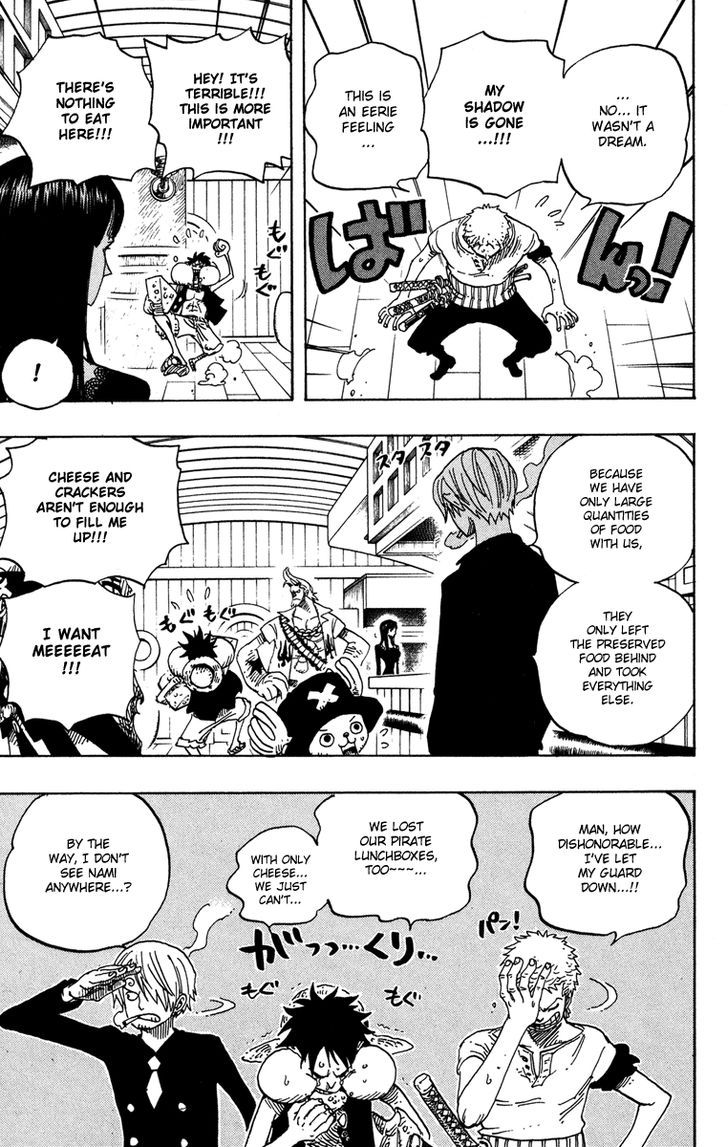 ...
NO... IT
WASN'T A
DREAM.
MY
SHADOW
IS GONE
...!!!
THIS IS
AN EERIE
FEELING
...
ばんっ!
HEY! IT'S
TERRIBLE!!!
THIS IS MORE
IMPORTANT
!!!
THERE'S
NOTHING
TO EAT
HERE!!!
もぐもぐ
!
BECAUSE
WE HAVE
ONLY LARGE
QUANTITIES
OF FOOD
WITH US,
THEY
ONLY LEFT
THE PRESERVED
FOOD BEHIND
AND TOOK
EVERYTHING
ELSE.
スタスタ
CHEESE AND
CRACKERS
AREN'T ENOUGH
TO FILL ME
UP!!!
もぐもぐ
I WANT
MEEEEEAT
!!!
MAN, HOW
DISHONORABLE...
I'VE LET
MY GUARD
DOWN...!!
パン!
WE LOST
OUR PIRATE
LUNCHBOXES,
TOO~~~...
WITH ONLY
CHEESE...
WE JUST
CAN'T...
がっっ…くり…
もぐ
もぐ
BY THE
WAY, I DON'T
SEE NAMI
ANYWHERE...?